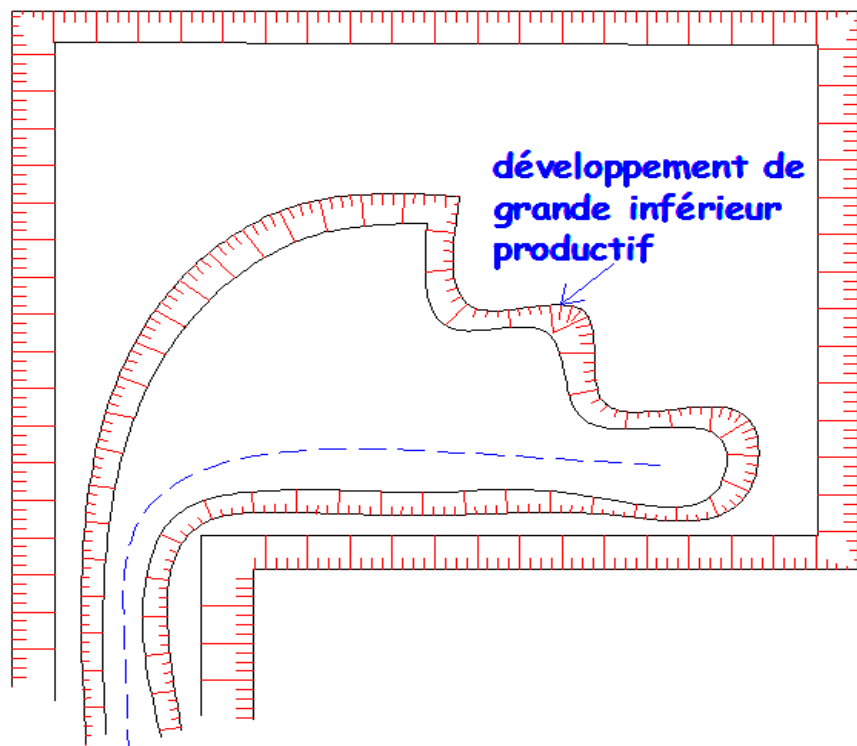 développement de
grande inférieur
productif